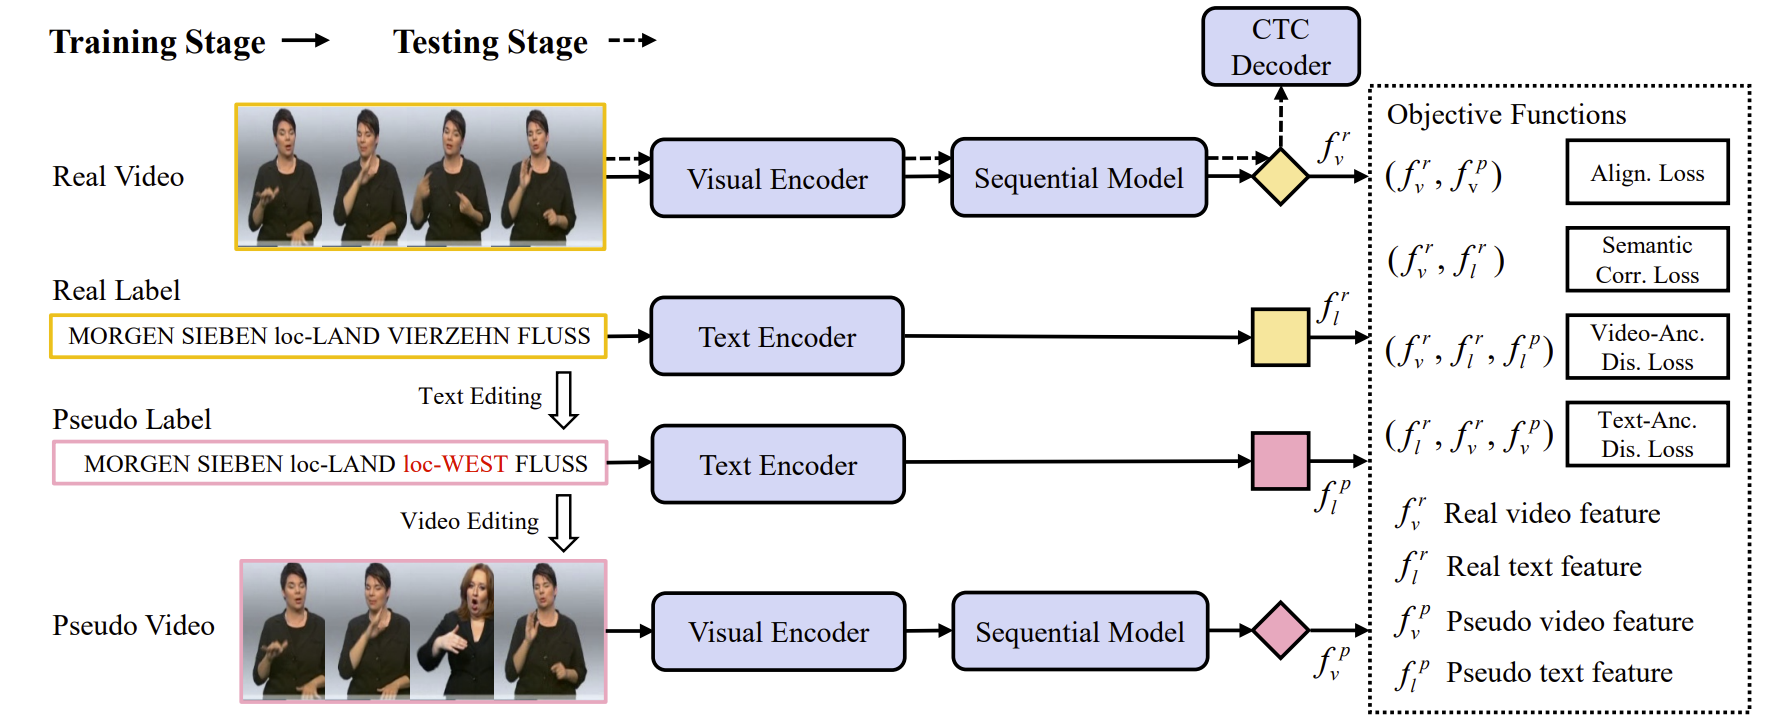 Training Stage
Testing Stage
CTC
Decoder
Real Video
Visual Encoder
Sequential Model
f_v^r
Real Label
MORGEN SIEBEN loc-LAND VIERZEHN FLUSS
Text Encoder
f_l^r
Text Editing
Pseudo Label
MORGEN SIEBEN loc-LAND loc-WEST FLUSS
Text Encoder
f_l^p
Video Editing
Pseudo Video
Visual Encoder
Sequential Model
f_v^p
Objective Functions
(f_v^r, f_v^p)
Align. Loss
(f_v^r, f_l^r)
Semantic
Corr. Loss
(f_v^r, f_l^r, f_l^p)
Video-Anc.
Dis. Loss
(f_l^r, f_v^r, f_v^p)
Text-Anc.
Dis. Loss
f_v^r Real video feature
f_l^r Real text feature
f_v^p Pseudo video feature
f_l^p Pseudo text feature